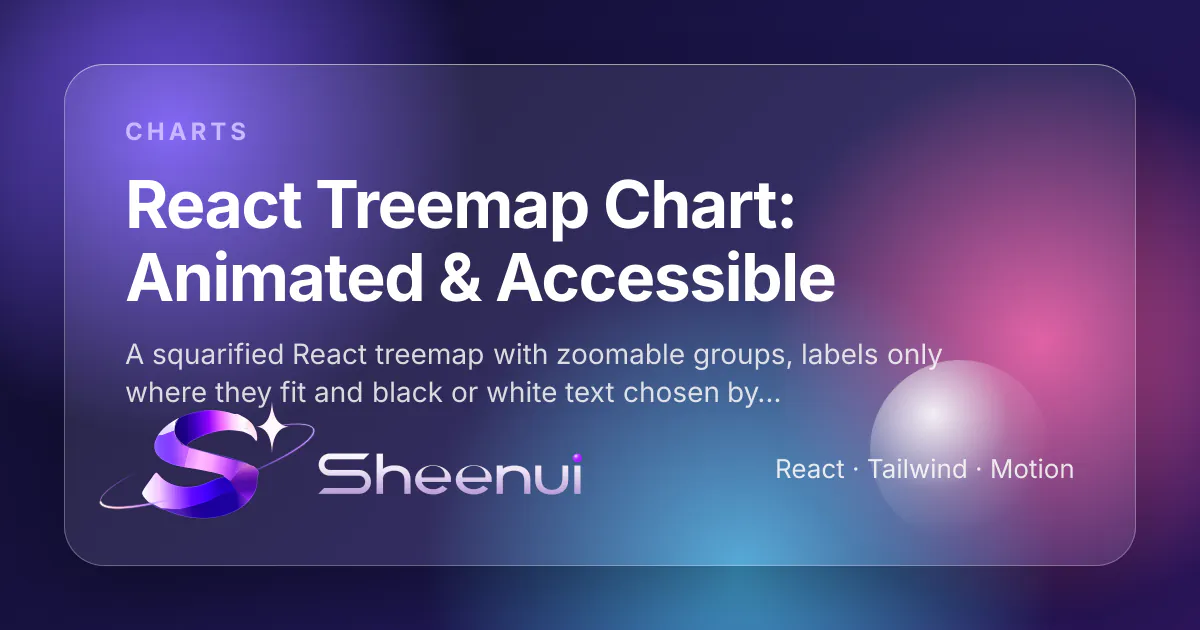 CHARTS
React Treemap Chart:
Animated & Accessible
A squarified React treemap with zoomable groups, labels only
where they fit and black or white text chosen by...
Sheenui
React · Tailwind · Motion